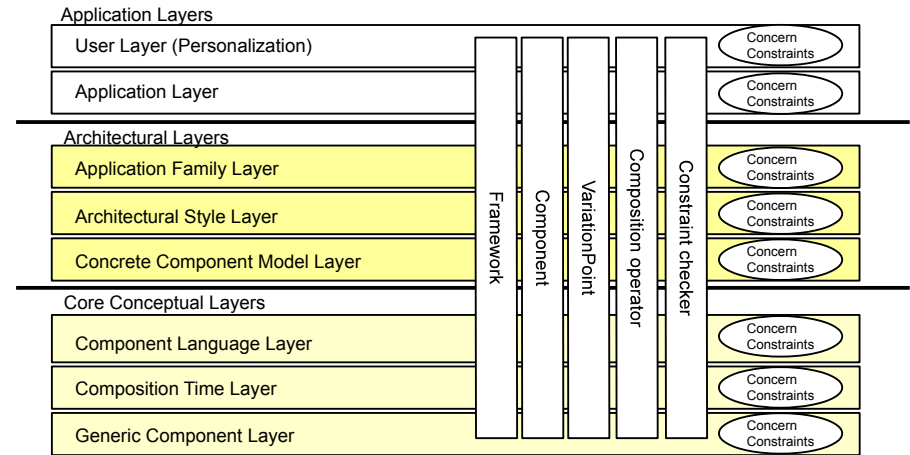 Application Layers
User Layer (Personalization)
Concern
Constraints
Application Layer
Concern
Constraints
Architectural Layers
Application Family Layer
Concern
Constraints
Architectural Style Layer
Concern
Constraints
Concrete Component Model Layer
Concern
Constraints
Framework
Component
VariationPoint
Composition operator
Constraint checker
Core Conceptual Layers
Component Language Layer
Concern
Constraints
Composition Time Layer
Concern
Constraints
Generic Component Layer
Concern
Constraints